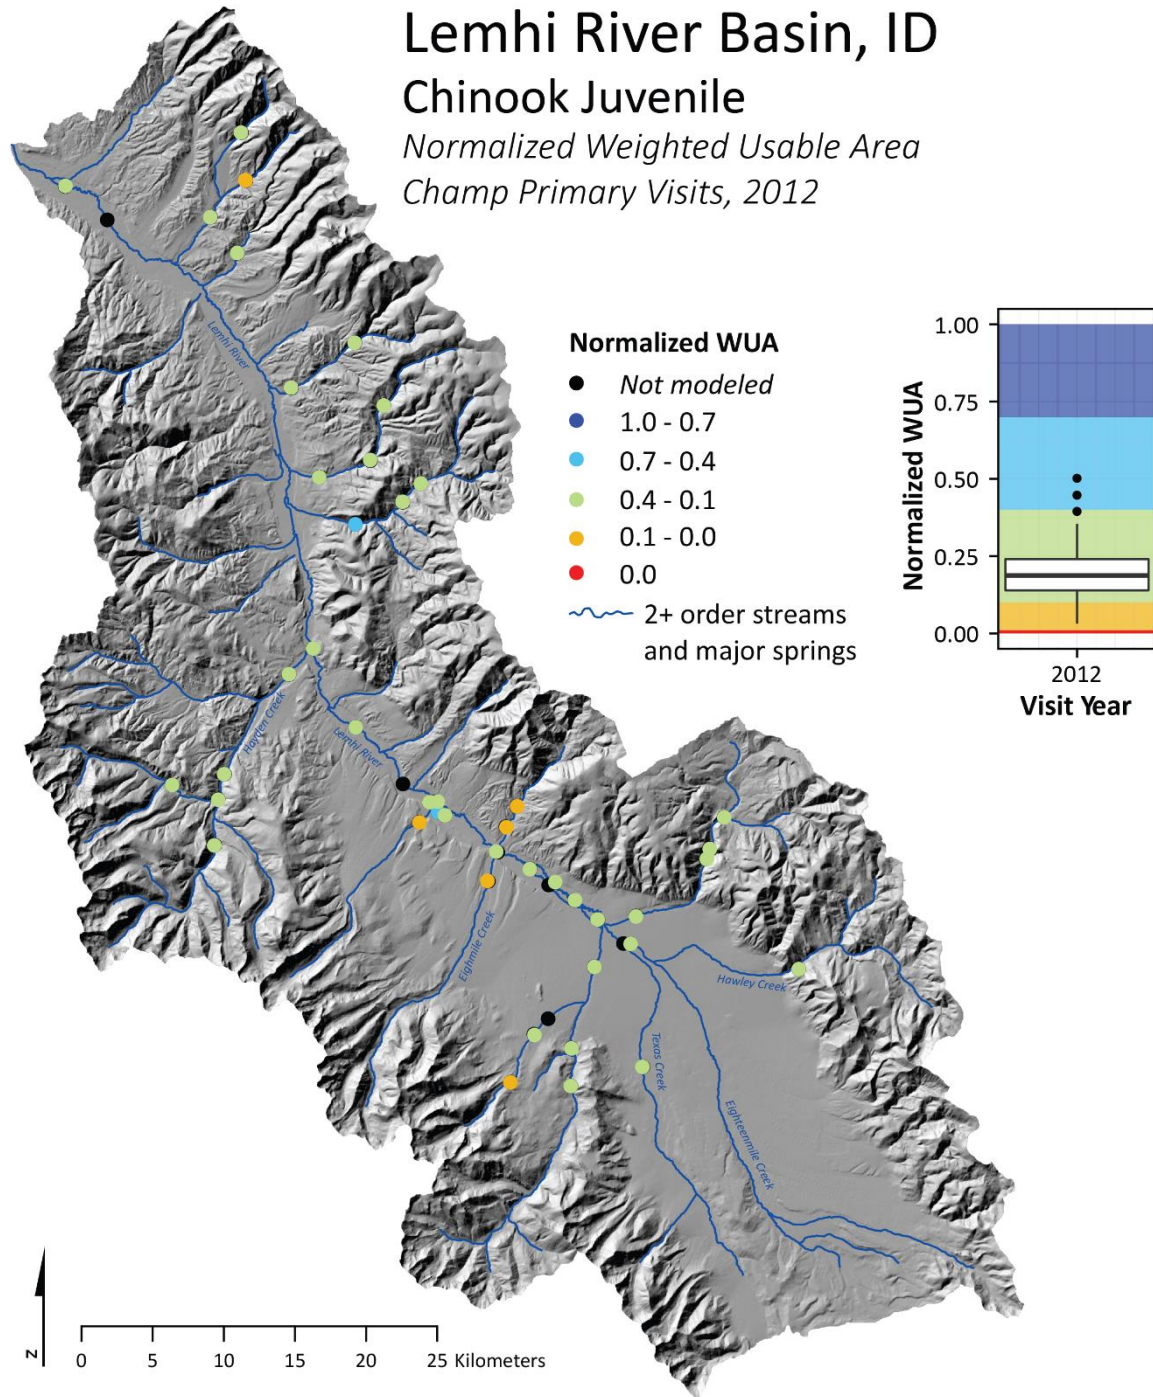 Lemhi River Basin, ID
Chinook Juvenile
Normalized Weighted Usable Area
Champ Primary Visits, 2012
Normalized WUA
Not modeled
1.0 - 0.7
0.7 - 0.4
0.4 - 0.1
0.1 - 0.0
0.0
2+ order streams
and major springs
Normalized WUA
1.00
0.75
0.50
0.25
0.00
2012
Visit Year
Lemhi River
Hayden Creek
Lemhi River
Eighmile Creek
Hawley Creek
Texas Creek
Eighteenmile Creek
N
0 5 10 15 20 25 Kilometers